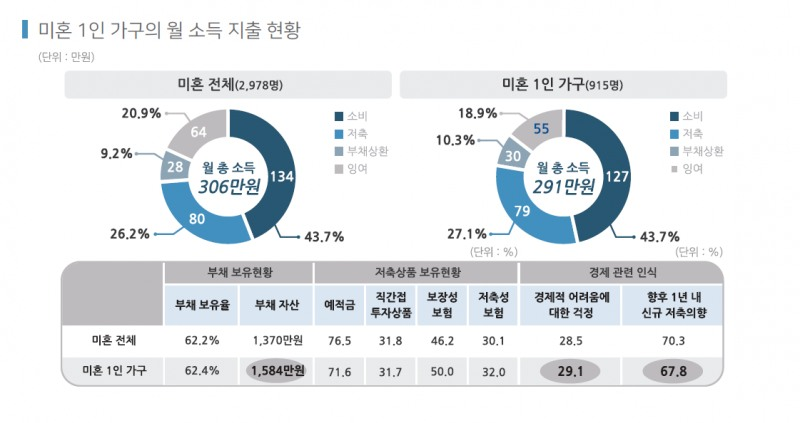 미혼 1인 가구의 월 소득 지출 현황
(단위 : 만원)
미혼 전체(2,978명)
20.9%
9.2%
26.2%
43.7%
64
28
80
134
월 총 소득
306만원
소비
저축
부채상환
잉여
미혼 1인 가구(915명)
18.9%
10.3%
27.1%
43.7%
55
30
79
127
월 총 소득
291만원
소비
저축
부채상환
잉여
(단위 : %) (단위 : %)
부채 보유현황 저축상품 보유현황 경제 관련 인식
부채 보유율 부채 자산 예적금 직간접 투자상품 보장성 보험 저축성 보험 경제적 어려움에 대한 걱정 향후 1년 내 신규 저축의향
미혼 전체 62.2% 1,370만원 76.5 31.8 46.2 30.1 28.5 70.3
미혼 1인 가구 62.4% 1,584만원 71.6 31.7 50.0 32.0 29.1 67.8